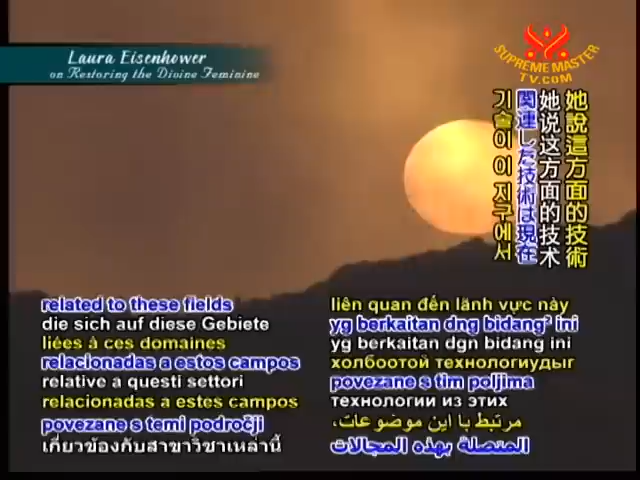 Laura Eisenhower
on Restoring the Divine Feminine
SUPREME MASTER
TV.COM
她說這方面的技術
她说这方面的技术
関連した技術は現在
기술이 이 지구에서
related to these fields
die sich auf diese Gebiete
liées à ces domaines
relacionadas a estos campos
relative a questi settori
relacionadas a estes campos
povezane s temi področji
เกี่ยวข้องกับสาขาวิชาเหล่านี้
liên quan đến lãnh vực này
yg berkaitan dng bidang² ini
yg berkaitan dgn bidang ini
холбоотой технологиудыг
povezane s tim poljima
технологии из этих
مرتبط با این موضوعات،
المتصلة بهذه المجالات